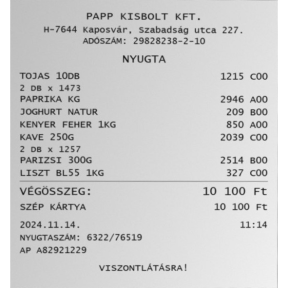 PAPP KISBOLT KFT.
H-7644 Kaposvár, Szabadság utca 227.
ADÓSZÁM: 29828238-2-10
NYUGTA
TOJAS 10DB 1215 C00
2 DB x 1473
PAPRIKA KG 2946 A00
JOGHURT NATUR 209 B00
KENYER FEHER 1KG 850 A00
KAVE 250G 2039 C00
2 DB x 1257
PARIZSI 300G 2514 B00
LISZT BL55 1KG 327 C00
VÉGÖSSZEG: 10 100 Ft
SZÉP KÁRTYA 10 100 Ft
2024.11.14. 11:14
NYUGTASZÁM: 6322/76519
AP A82921229
VISZONTLÁTÁSRA!